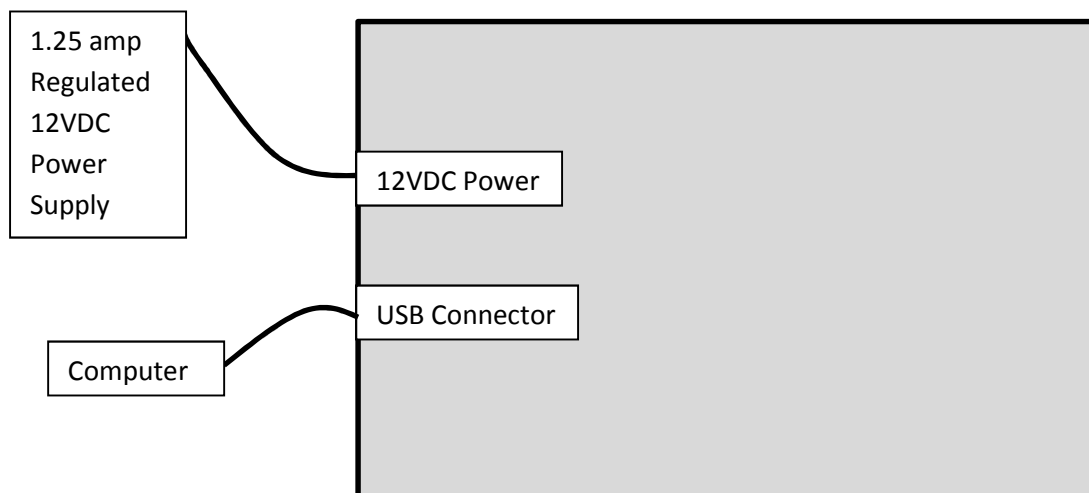 1.25 amp
Regulated
12VDC
Power
Supply
12VDC Power
USB Connector
Computer